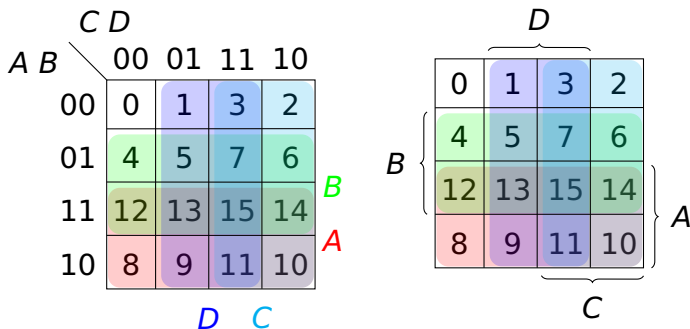 C D
A B
00 01 11 10
00 0 1 3 2
01 4 5 7 6
B
11 12 13 15 14
A
10 8 9 11 10
D C
D
0 1 3 2
4 5 7 6
B
12 13 15 14
A
8 9 11 10
C